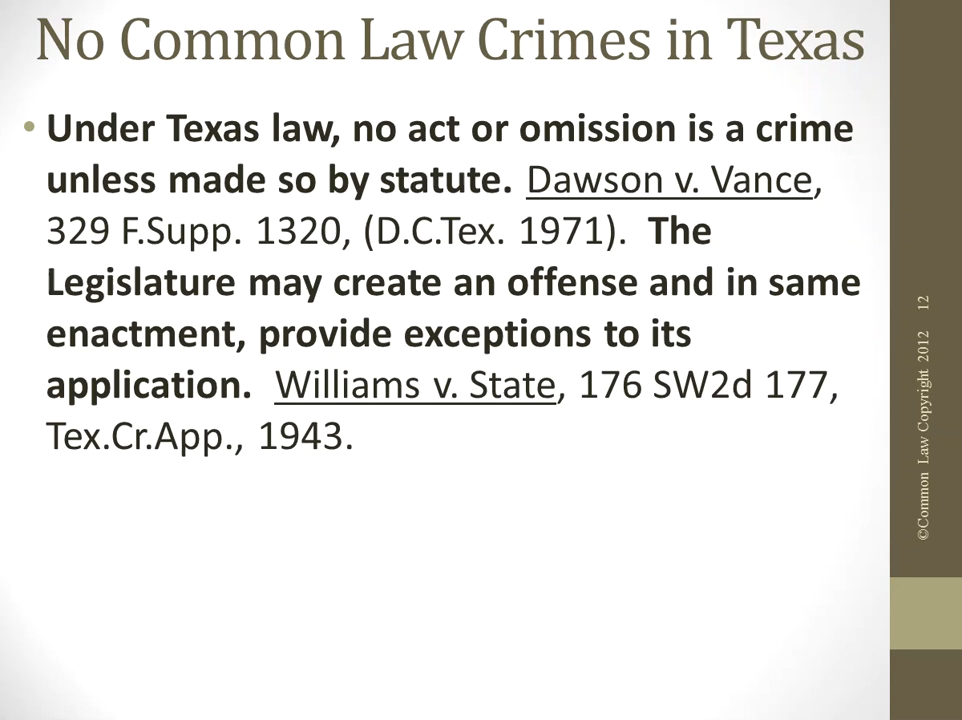 No Common Law Crimes in Texas
• Under Texas law, no act or omission is a crime
unless made so by statute. Dawson v. Vance,
329 F.Supp. 1320, (D.C.Tex. 1971). The
Legislature may create an offense and in same
enactment, provide exceptions to its
application. Williams v. State, 176 SW2d 177,
Tex.Cr.App., 1943.
©Common Law Copyright 2012 12